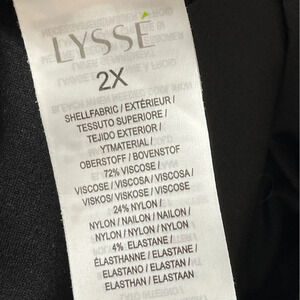 LYSSÉ
2X
SHELLFABRIC / EXTÉRIEUR /
TESSUTO SUPERIORE /
TEJIDO EXTERIOR /
YTMATERIAL /
OBERSTOFF / BOVENSTOF
72% VISCOSE /
VISCOSE / VISCOSA / VISCOSA /
VISKOS / VISKOSE / VISCOSE
24% NYLON /
NYLON / NAILON / NAILON /
NYLON / NYLON / NYLON
4% ELASTANE /
ÉLASTHANNE / ELASTANE /
ELASTANO / ELASTAN /
ELASTHAN / ELASTAAN